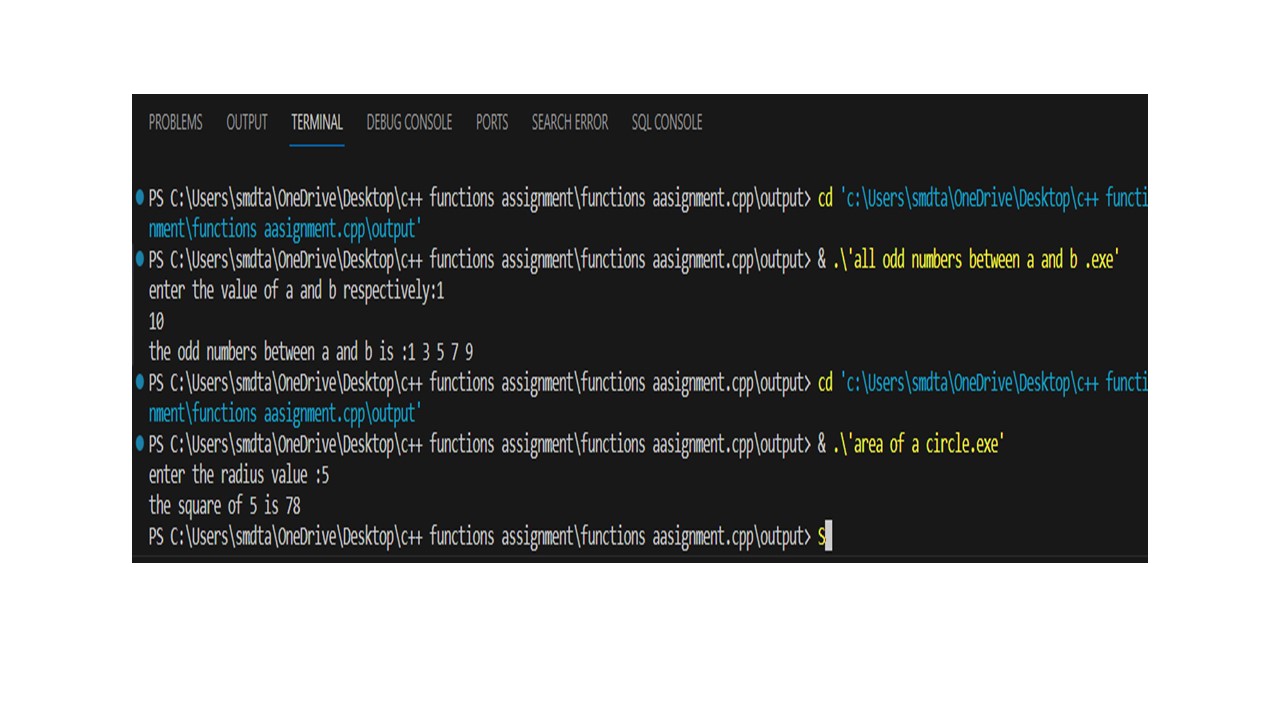 PROBLEMS OUTPUT TERMINAL DEBUG CONSOLE PORTS SEARCH ERROR SQL CONSOLE
PS C:\Users\smdta\OneDrive\Desktop\c++ functions assignment\functions aasignment.cpp\output> cd 'c:\Users\smdta\OneDrive\Desktop\c++ functi
nment\functions aasignment.cpp\output'
PS C:\Users\smdta\OneDrive\Desktop\c++ functions assignment\functions aasignment.cpp\output> & .\'all odd numbers between a and b .exe'
enter the value of a and b respectively:1
10
the odd numbers between a and b is :1 3 5 7 9
PS C:\Users\smdta\OneDrive\Desktop\c++ functions assignment\functions aasignment.cpp\output> cd 'c:\Users\smdta\OneDrive\Desktop\c++ functi
nment\functions aasignment.cpp\output'
PS C:\Users\smdta\OneDrive\Desktop\c++ functions assignment\functions aasignment.cpp\output> & .\'area of a circle.exe'
enter the radius value :5
the square of 5 is 78
PS C:\Users\smdta\OneDrive\Desktop\c++ functions assignment\functions aasignment.cpp\output> S